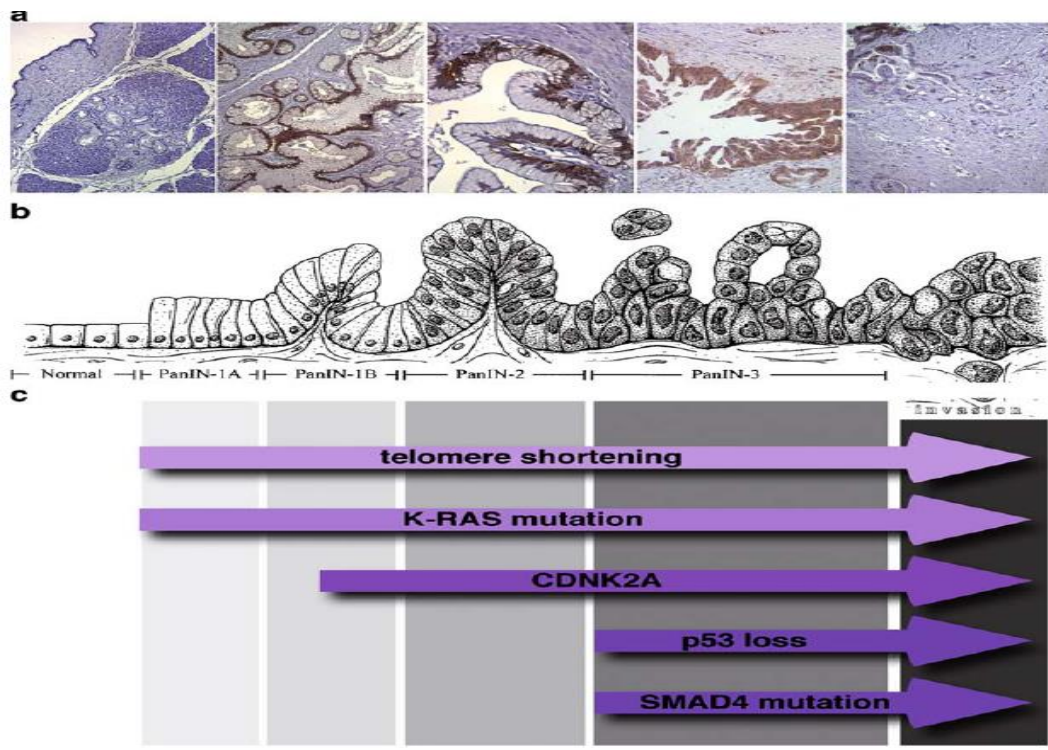 a
b
Normal PanIN-1A PanIN-1B PanIN-2 PanIN-3
c
invasion
telomere shortening
K-RAS mutation
CDNK2A
p53 loss
SMAD4 mutation